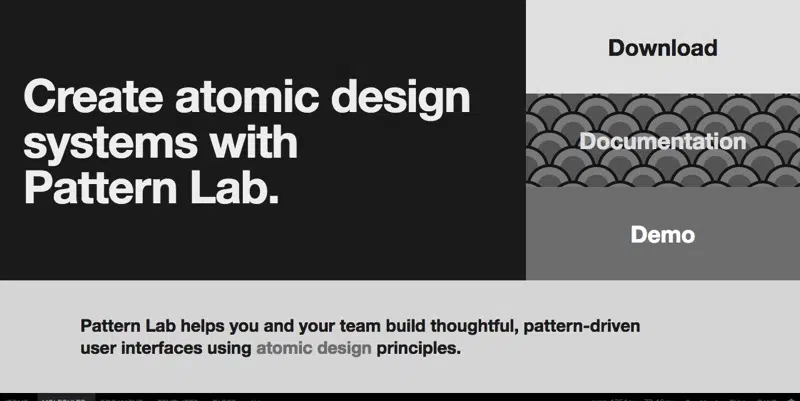 Create atomic design
systems with
Pattern Lab.
Download
Documentation
Demo
Pattern Lab helps you and your team build thoughtful, pattern-driven
user interfaces using atomic design principles.